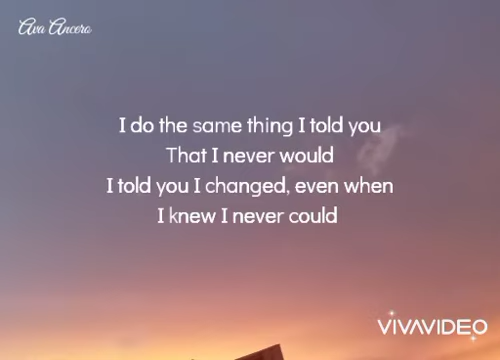 Ava Ancero
I do the same thing I told you
That I never would
I told you I changed, even when
I knew I never could
VIVAVIDEO